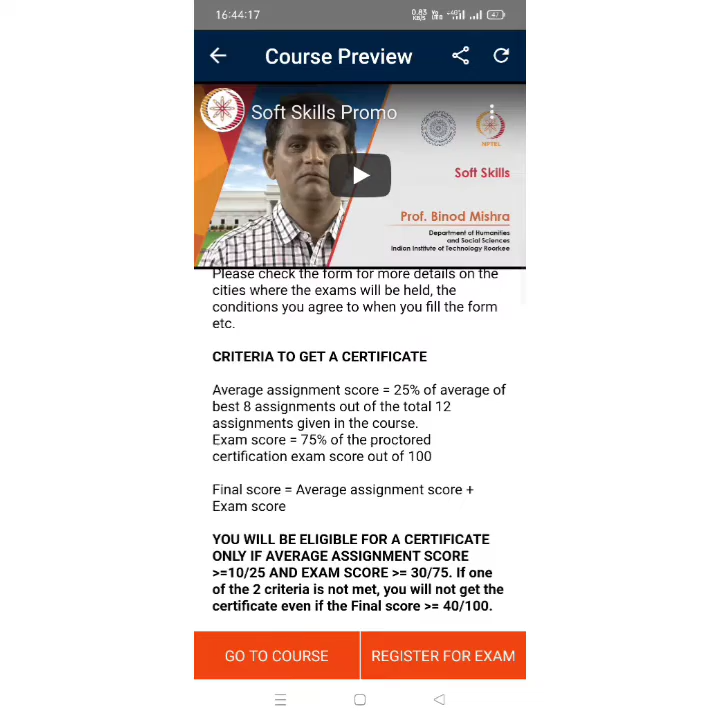 16:44:17
0.83 KB/S
47
Course Preview
Soft Skills Promo
NPTEL
Soft Skills
Prof. Binod Mishra
Department of Humanities
and Social Sciences
Indian Institute of Technology Roorkee
Please check the form for more details on the
cities where the exams will be held, the
conditions you agree to when you fill the form
etc.
CRITERIA TO GET A CERTIFICATE
Average assignment score = 25% of average of
best 8 assignments out of the total 12
assignments given in the course.
Exam score = 75% of the proctored
certification exam score out of 100
Final score = Average assignment score +
Exam score
YOU WILL BE ELIGIBLE FOR A CERTIFICATE
ONLY IF AVERAGE ASSIGNMENT SCORE
>=10/25 AND EXAM SCORE >= 30/75. If one
of the 2 criteria is not met, you will not get the
certificate even if the Final score >= 40/100.
GO TO COURSE
REGISTER FOR EXAM